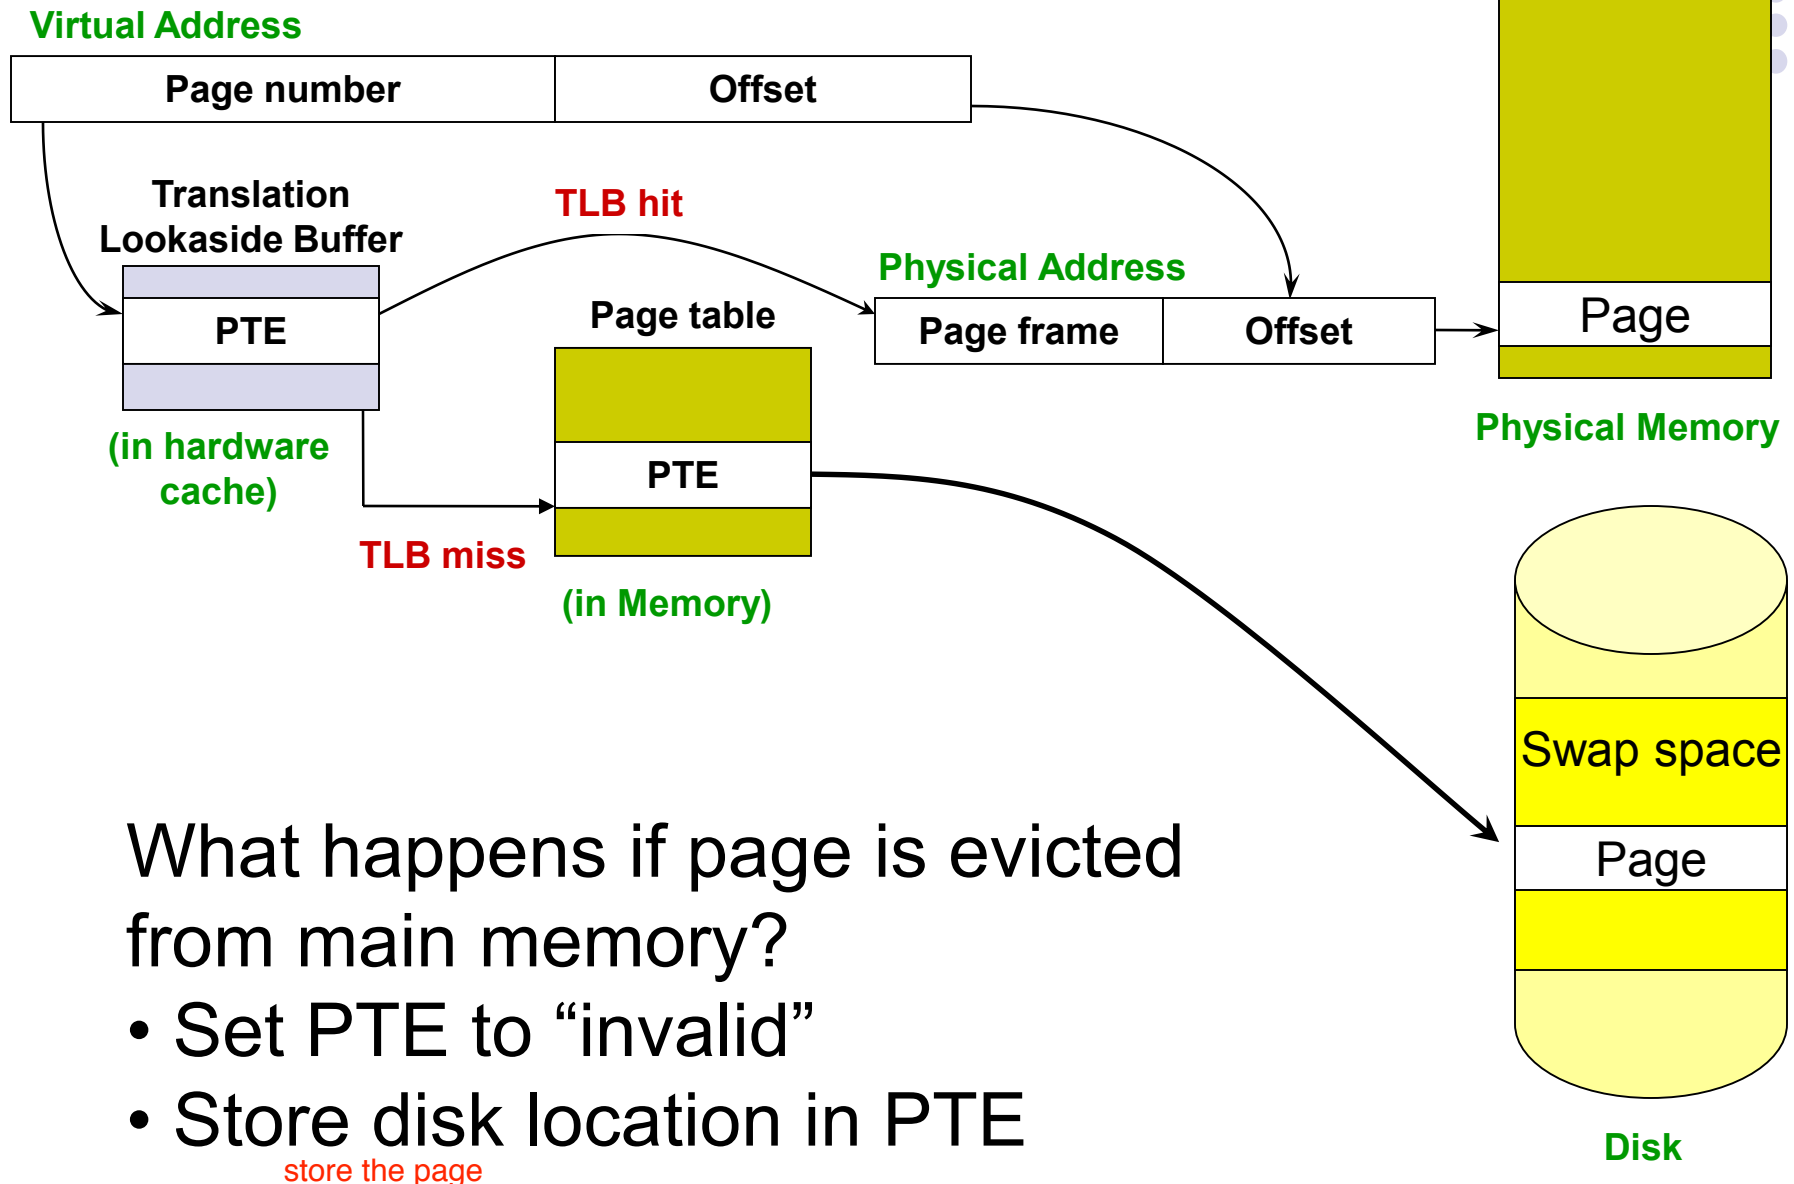 Virtual Address
Page number
Offset
Translation
Lookaside Buffer
TLB hit
Physical Address
PTE
Page table
Page frame
Offset
Page
(in hardware
cache)
PTE
Physical Memory
TLB miss
(in Memory)
Swap space
Page
Disk
What happens if page is evicted
from main memory?
• Set PTE to “invalid”
• Store disk location in PTE
store the page